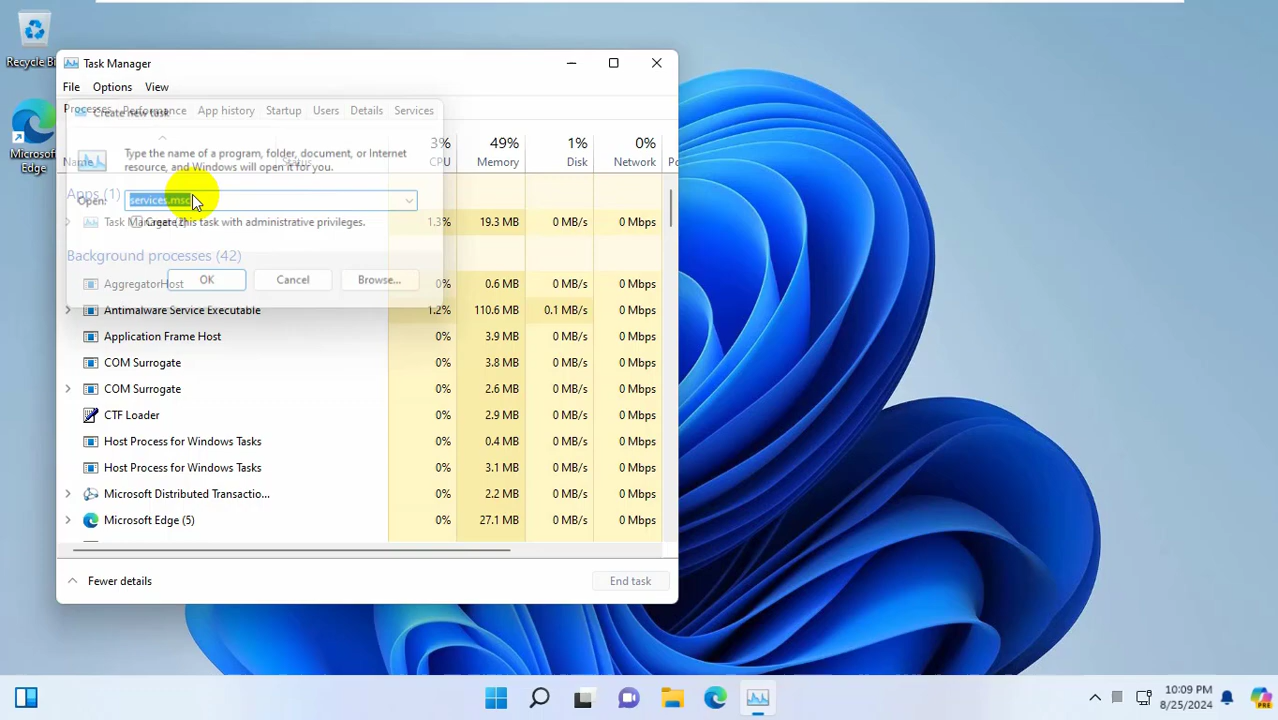 Recycle Bi
Microsoft
Edge
Task Manager
File Options View
Processes Performance App history Startup Users Details Services
Create new task
Type the name of a program, folder, document, or Internet
resource, and Windows will open it for you.
Open: services.msc
Create this task with administrative privileges.
OK Cancel Browse...
3% 49% 1% 0%
Name Status CPU Memory Disk Network Po
Apps (1)
Task Manager (2) 1.3% 19.3 MB 0 MB/s 0 Mbps
Background processes (42)
AggregatorHost 0.6 MB 0 MB/s 0 Mbps
Antimalware Service Executable 1.2% 110.6 MB 0.1 MB/s 0 Mbps
Application Frame Host 0% 3.9 MB 0 MB/s 0 Mbps
COM Surrogate 0% 3.8 MB 0 MB/s 0 Mbps
COM Surrogate 0% 2.6 MB 0 MB/s 0 Mbps
CTF Loader 0% 2.9 MB 0 MB/s 0 Mbps
Host Process for Windows Tasks 0% 0.4 MB 0 MB/s 0 Mbps
Host Process for Windows Tasks 0% 3.1 MB 0 MB/s 0 Mbps
Microsoft Distributed Transactio... 0% 2.2 MB 0 MB/s 0 Mbps
Microsoft Edge (5) 0% 27.1 MB 0 MB/s 0 Mbps
Fewer details End task
10:09 PM
8/25/2024
PRE